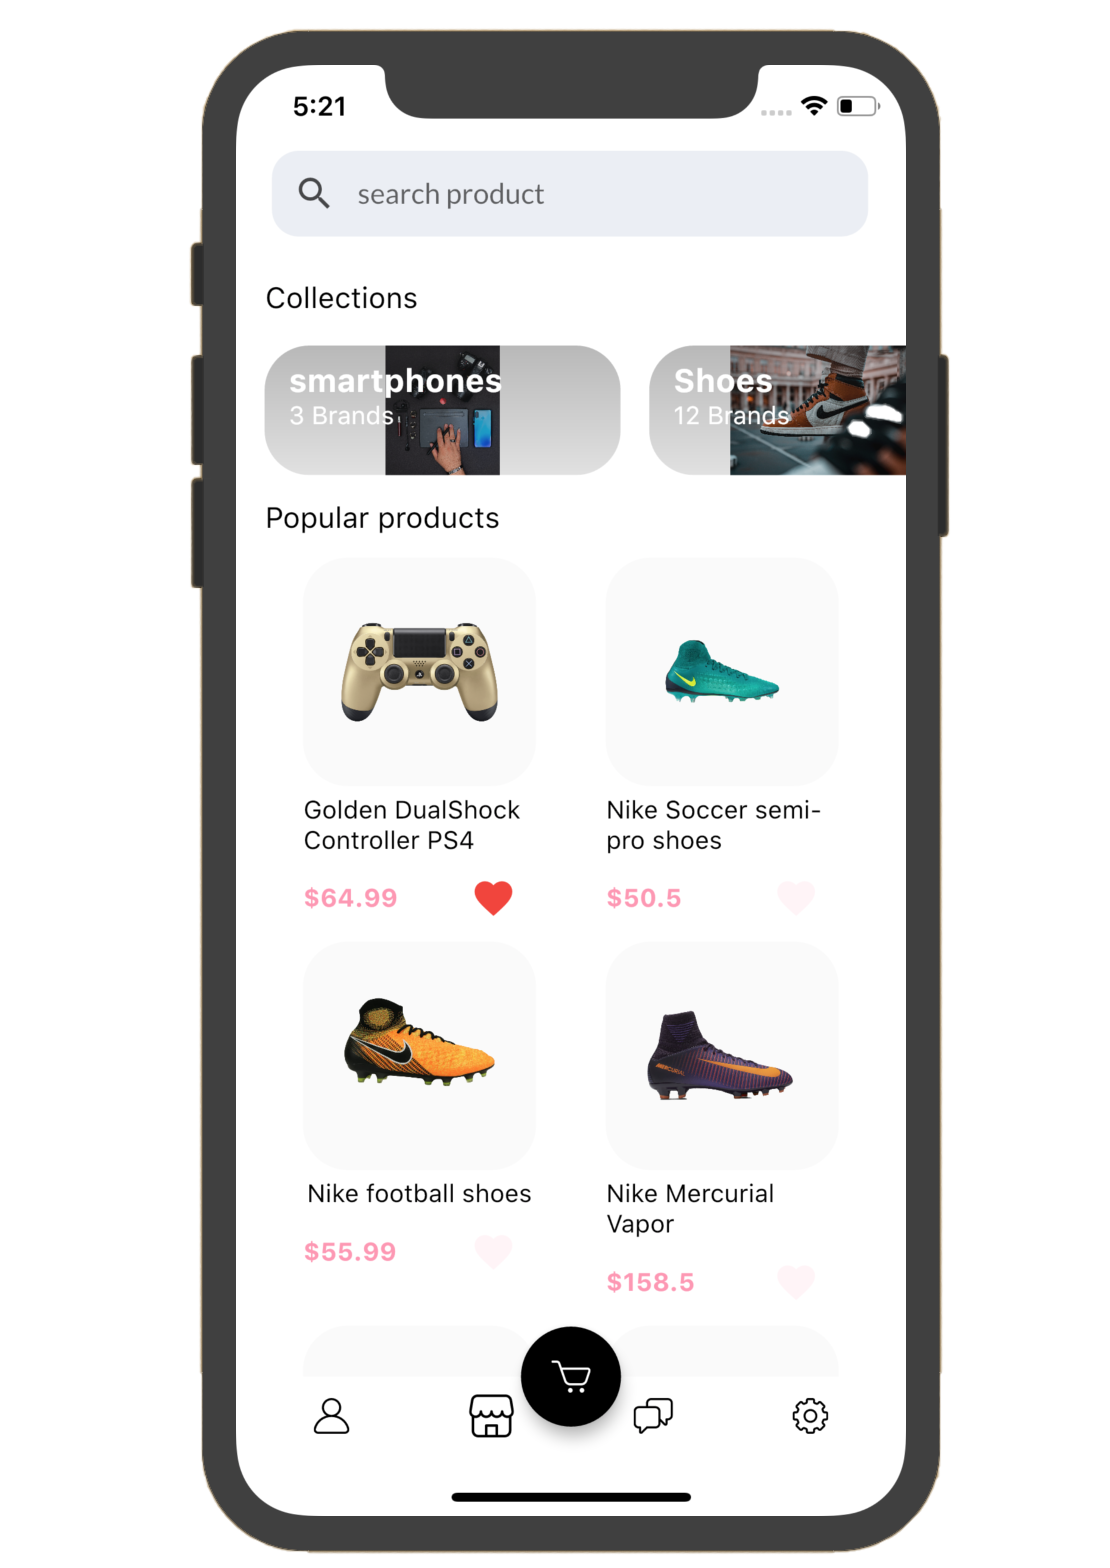 5:21
search product
Collections
smartphones
3 Brands
Shoes
12 Brands
Popular products
Golden DualShock
Controller PS4
$64.99
Nike Soccer semi-
pro shoes
$50.5
Nike football shoes
$55.99
MERCURIAL
Nike Mercurial
Vapor
$158.5